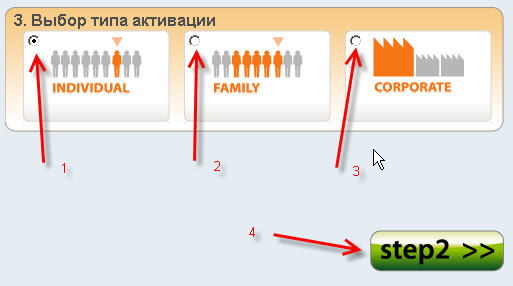 3. Выбор типа активации
INDIVIDUAL
FAMILY
CORPORATE
1
2
3
4
step2 >>